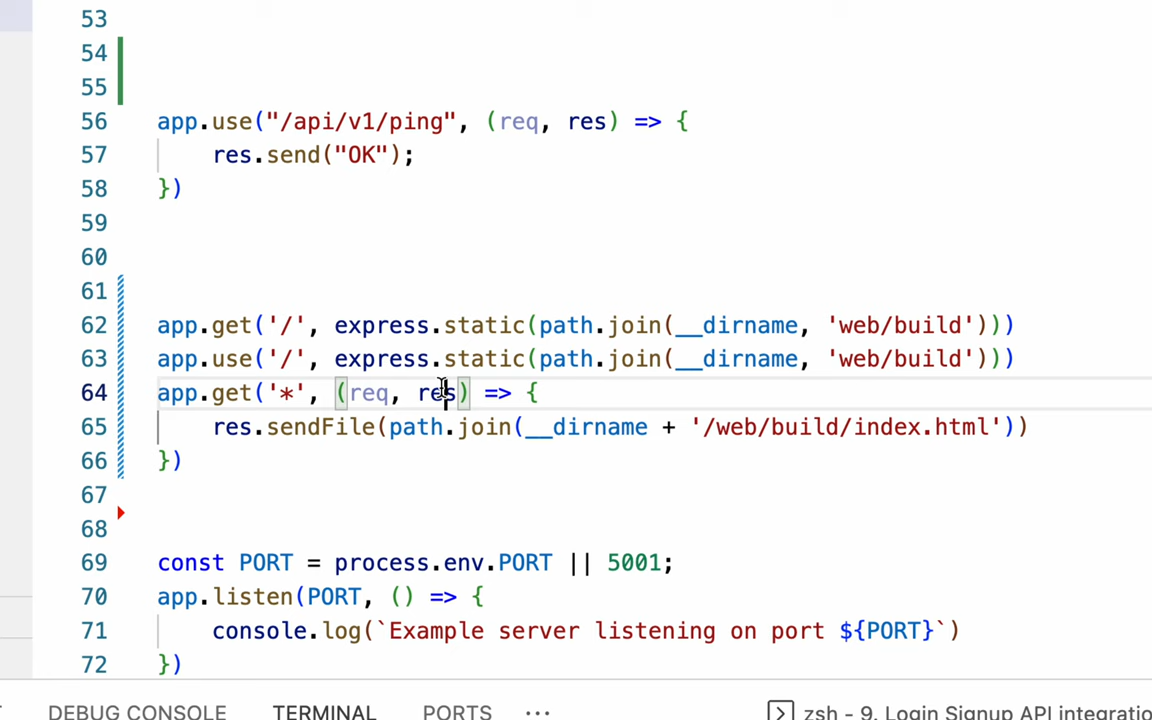 53
54
55
56 app.use("/api/v1/ping", (req, res) => {
57 res.send("OK");
58 })
59
60
61
62 app.get('/', express.static(path.join(__dirname, 'web/build')))
63 app.use('/', express.static(path.join(__dirname, 'web/build')))
64 app.get('*', (req, res) => {
65 res.sendFile(path.join(__dirname + '/web/build/index.html'))
66 })
67
68
69 const PORT = process.env.PORT || 5001;
70 app.listen(PORT, () => {
71 console.log(`Example server listening on port ${PORT}`)
72 })
DEBUG CONSOLE TERMINAL PORTS ··· zsh - 9. Login Signup API integratio